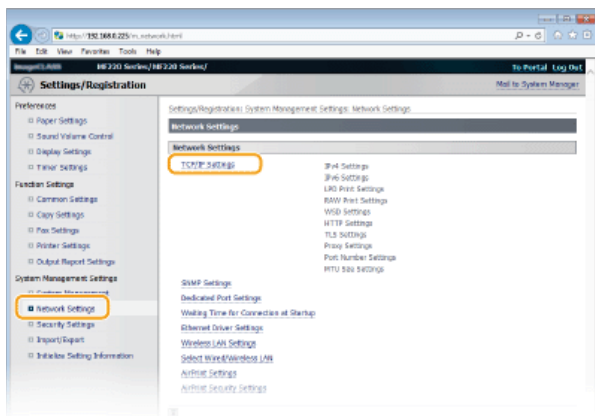 http://192.168.0.225/m_network.html
File Edit View Favorites Tools Help
imageCLASS MF220 Series/MF220 Series/ To Portal Log Out
Settings/Registration Mail to System Manager
Preferences
Paper Settings
Sound Volume Control
Display Settings
Timer Settings
Function Settings
Common Settings
Copy Settings
Fax Settings
Printer Settings
Output Report Settings
System Management Settings
System Management
Network Settings
Security Settings
Import/Export
Initialize Setting Information
Settings/Registration: System Management Settings: Network Settings
Network Settings
Network Settings
TCP/IP Settings
IPv4 Settings
IPv6 Settings
LPD Print Settings
RAW Print Settings
WSD Settings
HTTP Settings
TLS Settings
Proxy Settings
Port Number Settings
MTU Size Settings
SNMP Settings
Dedicated Port Settings
Waiting Time for Connection at Startup
Ethernet Driver Settings
Wireless LAN Settings
Select Wired/Wireless LAN
AirPrint Settings
AirPrint Security Settings